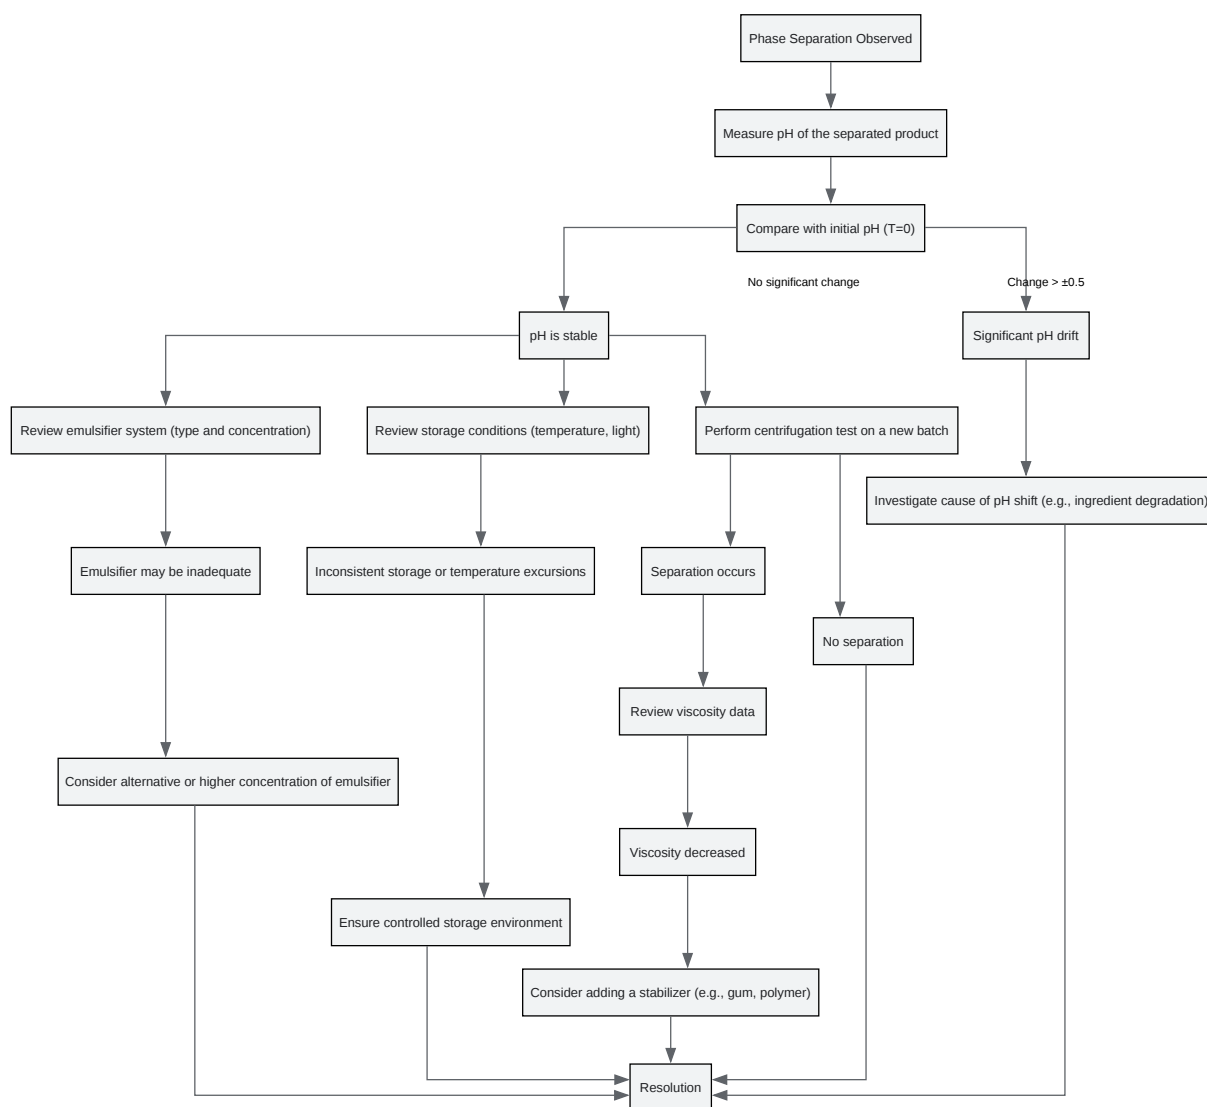 Phase Separation Observed
Measure pH of the separated product
Compare with initial pH (T=0)
No significant change
Change > ±0.5
pH is stable
Significant pH drift
Review emulsifier system (type and concentration)
Review storage conditions (temperature, light)
Perform centrifugation test on a new batch
Investigate cause of pH shift (e.g., ingredient degradation)
Emulsifier may be inadequate
Inconsistent storage or temperature excursions
Separation occurs
No separation
Review viscosity data
Consider alternative or higher concentration of emulsifier
Viscosity decreased
Ensure controlled storage environment
Consider adding a stabilizer (e.g., gum, polymer)
Resolution